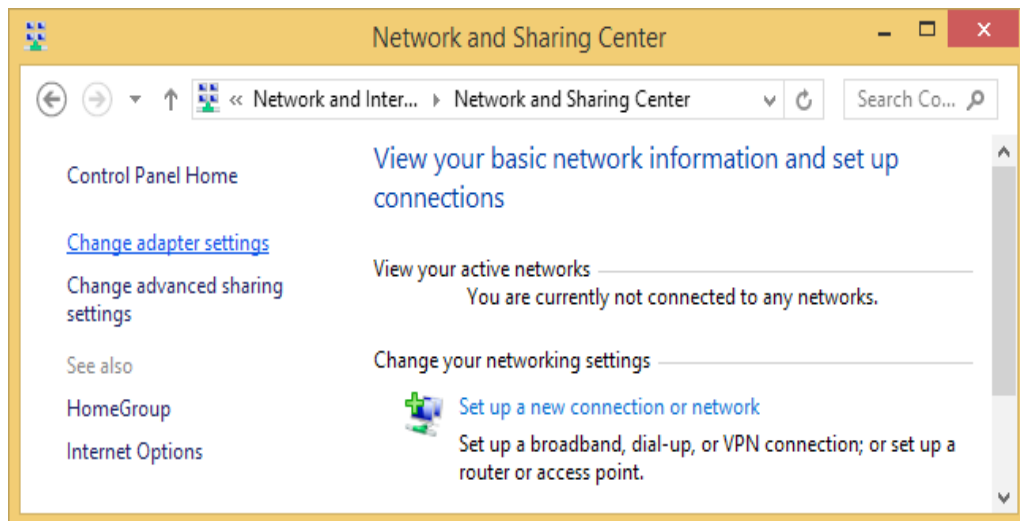 Network and Sharing Center
« Network and Inter... Network and Sharing Center
Search Co...
Control Panel Home
Change adapter settings
Change advanced sharing
settings
See also
HomeGroup
Internet Options
View your basic network information and set up
connections
View your active networks
You are currently not connected to any networks.
Change your networking settings
Set up a new connection or network
Set up a broadband, dial-up, or VPN connection; or set up a
router or access point.